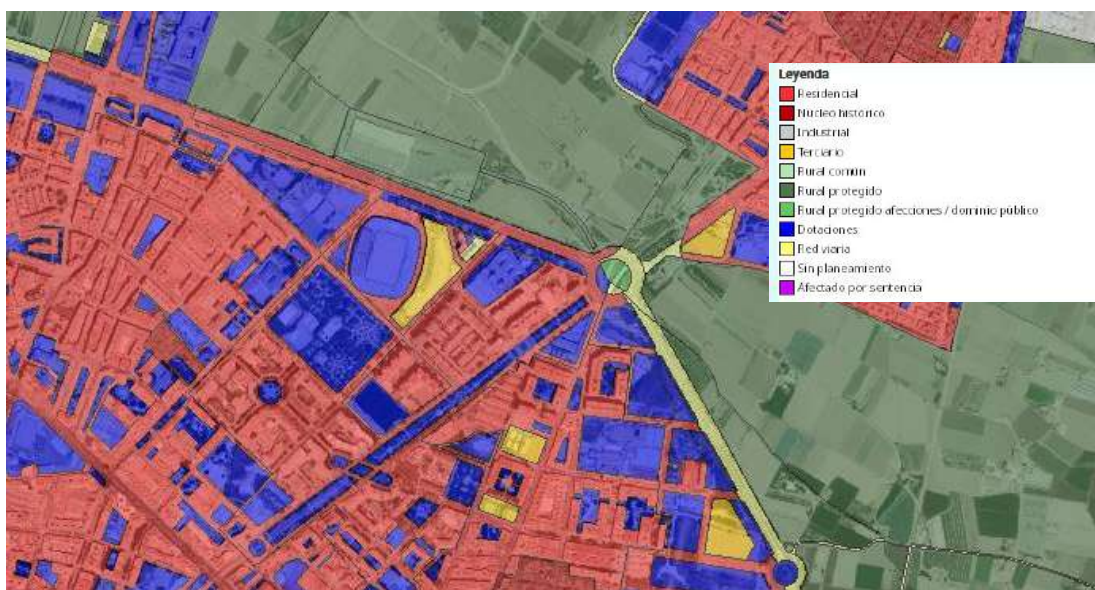 Leyenda
Residencial
Núcleo histórico
Industrial
Terciario
Rural común
Rural protegido
Rural protegido afecciones / dominio público
Dotaciones
Red viaria
Sin planeamiento
Afectado por sentencia